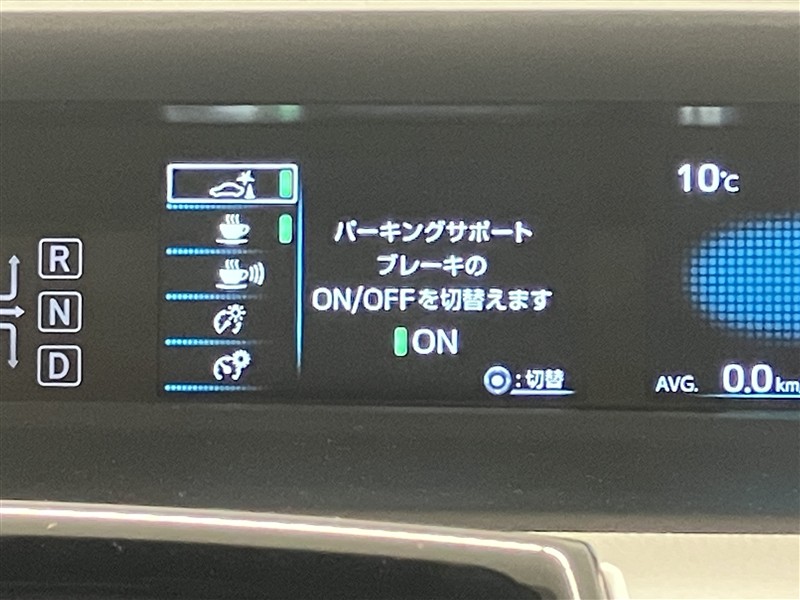 R
N
D
パーキングサポート
ブレーキの
ON/OFFを切替えます
ON
:切替
10℃
AVG. 0.0 km